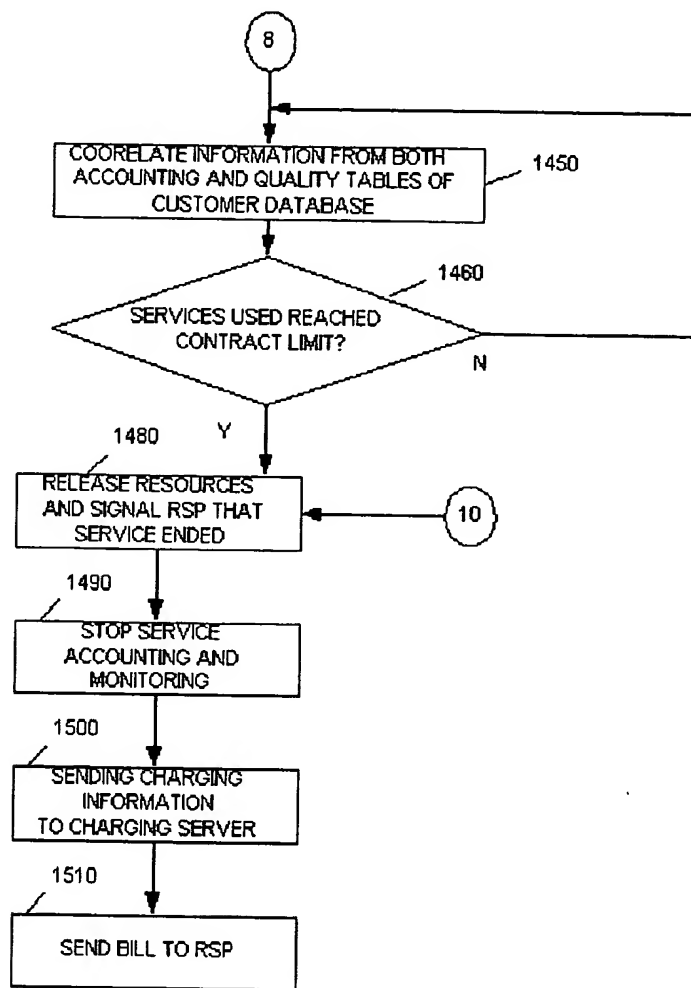 8
COORELATE INFORMATION FROM BOTH
ACCOUNTING AND QUALITY TABLES OF
CUSTOMER DATABASE
1450
1460
SERVICES USED REACHED
CONTRACT LIMIT?
N
Y
1480
RELEASE RESOURCES
AND SIGNAL RSP THAT
SERVICE ENDED
10
1490
STOP SERVICE
ACCOUNTING AND
MONITORING
1500
SENDING CHARGING
INFORMATION
TO CHARGING SERVER
1510
SEND BILL TO RSP